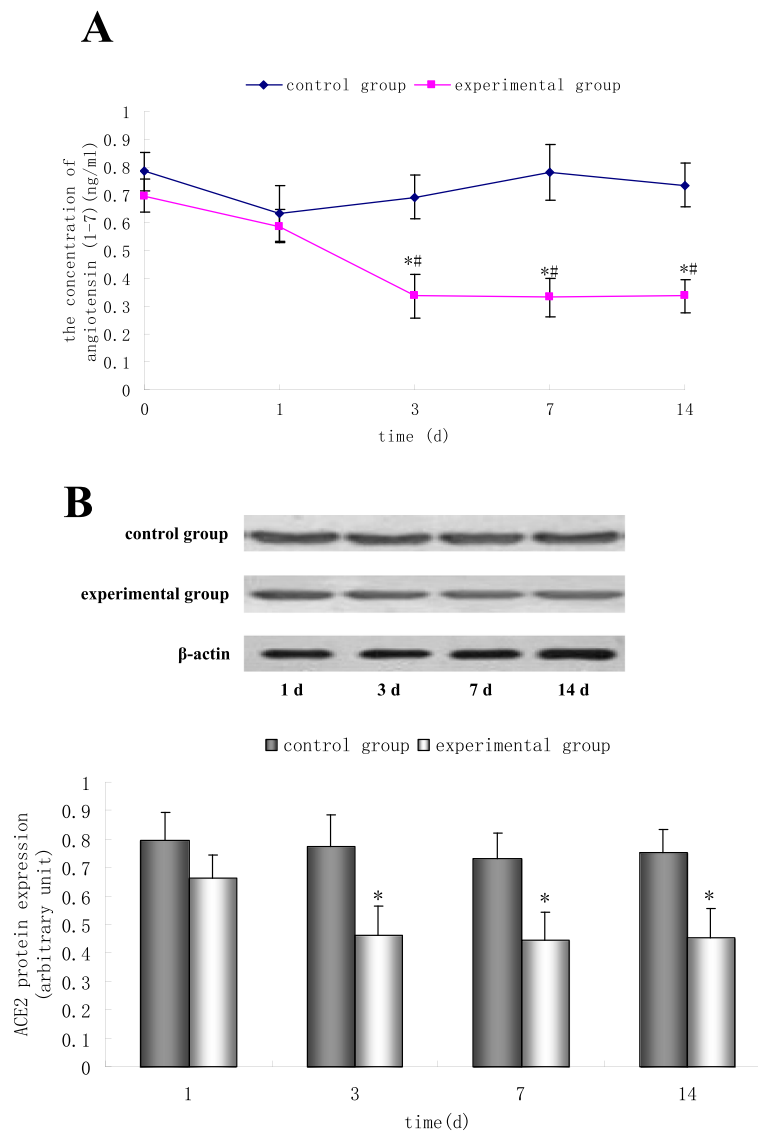 A
control group experimental group
the concentration of
angiotensin (1-7)(ng/ml)
1
0.9
0.8
0.7
0.6
0.5
0.4
0.3
0.2
0.1
0
*#
*#
*#
0 1 3 7 14
time (d)
B
control group
experimental group
β-actin
1 d 3 d 7 d 14 d
control group experimental group
ACE2 protein expression
(arbitrary unit)
1
0.9
0.8
0.7
0.6
0.5
0.4
0.3
0.2
0.1
0
*
*
*
1 3 7 14
time(d)